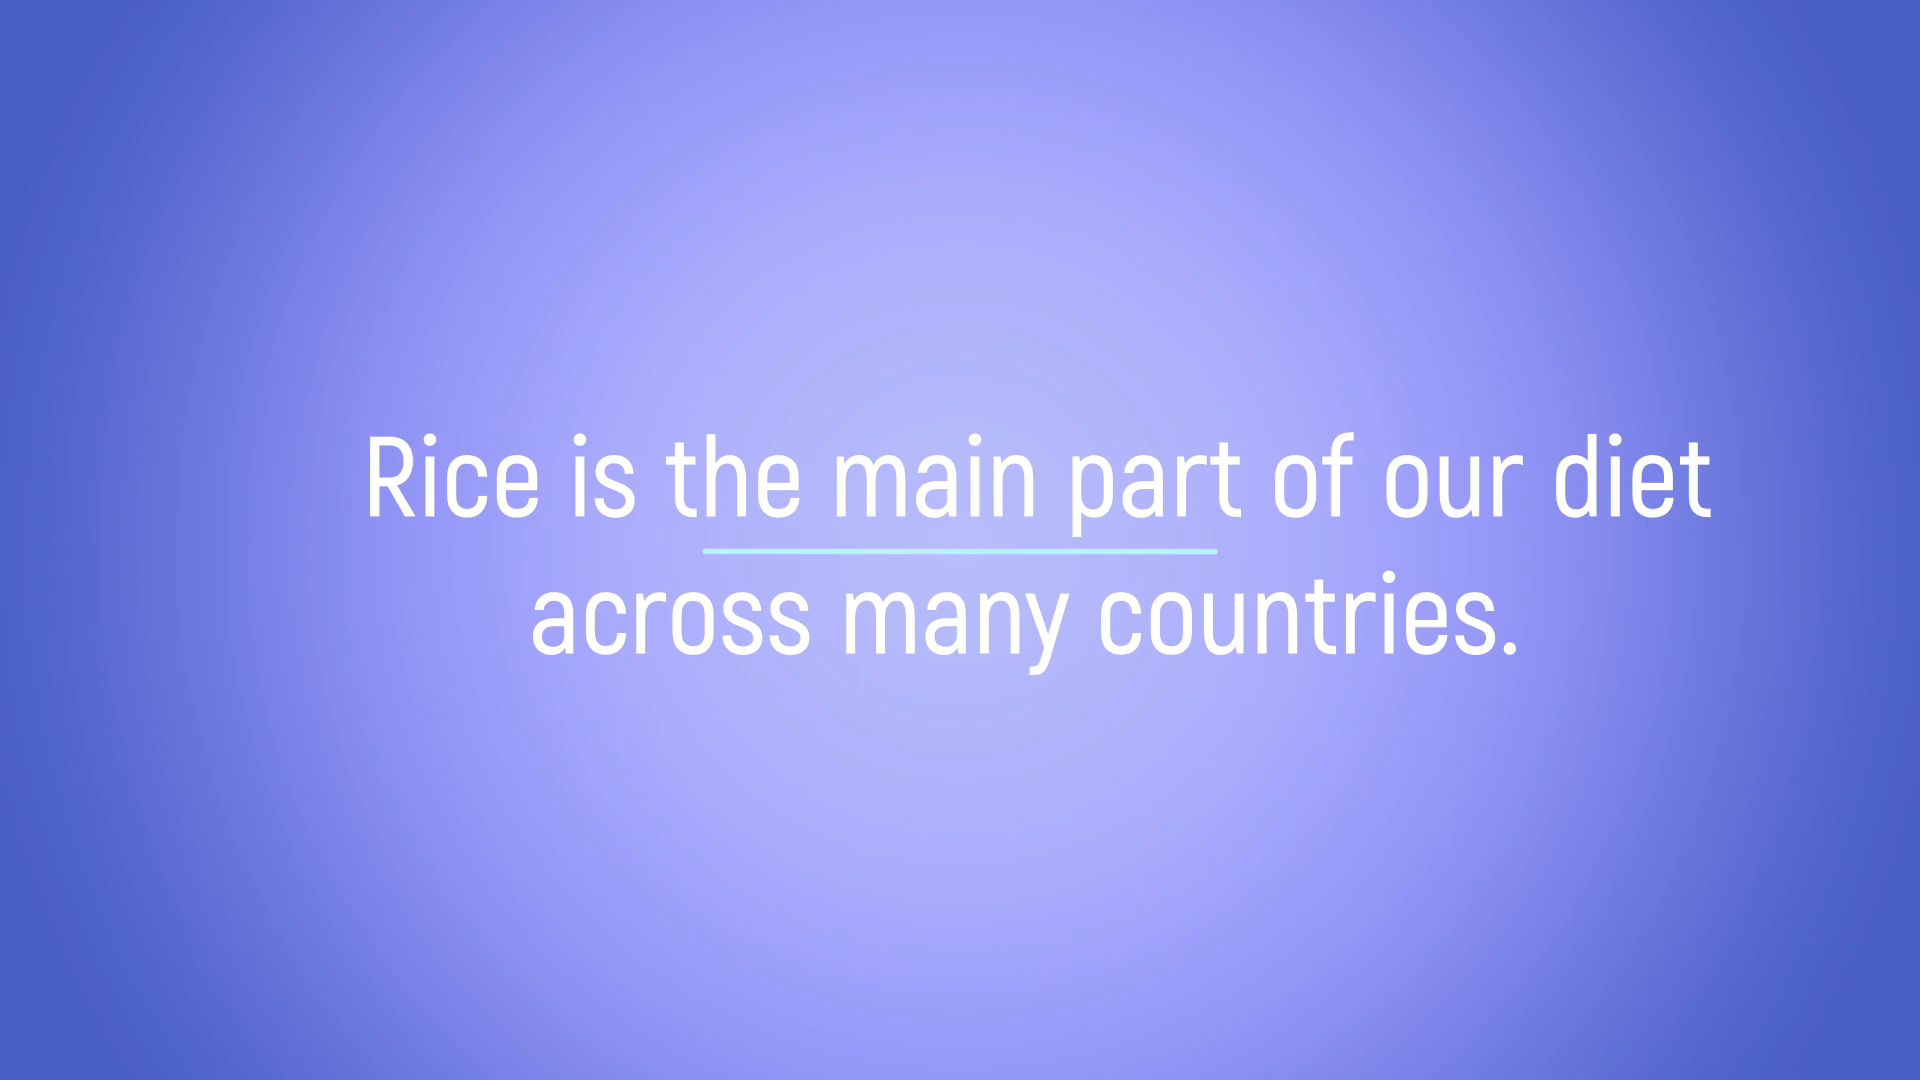 Rice is the main part of our diet
across many countries.